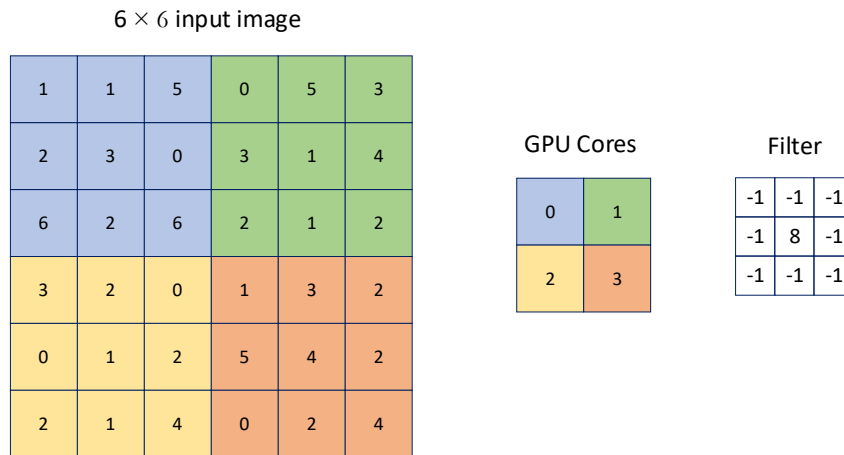 6 × 6 input image
1 1 5 0 5 3
2 3 0 3 1 4
6 2 6 2 1 2
3 2 0 1 3 2
0 1 2 5 4 2
2 1 4 0 2 4
GPU Cores
0 1
2 3
Filter
-1 -1 -1
-1 8 -1
-1 -1 -1